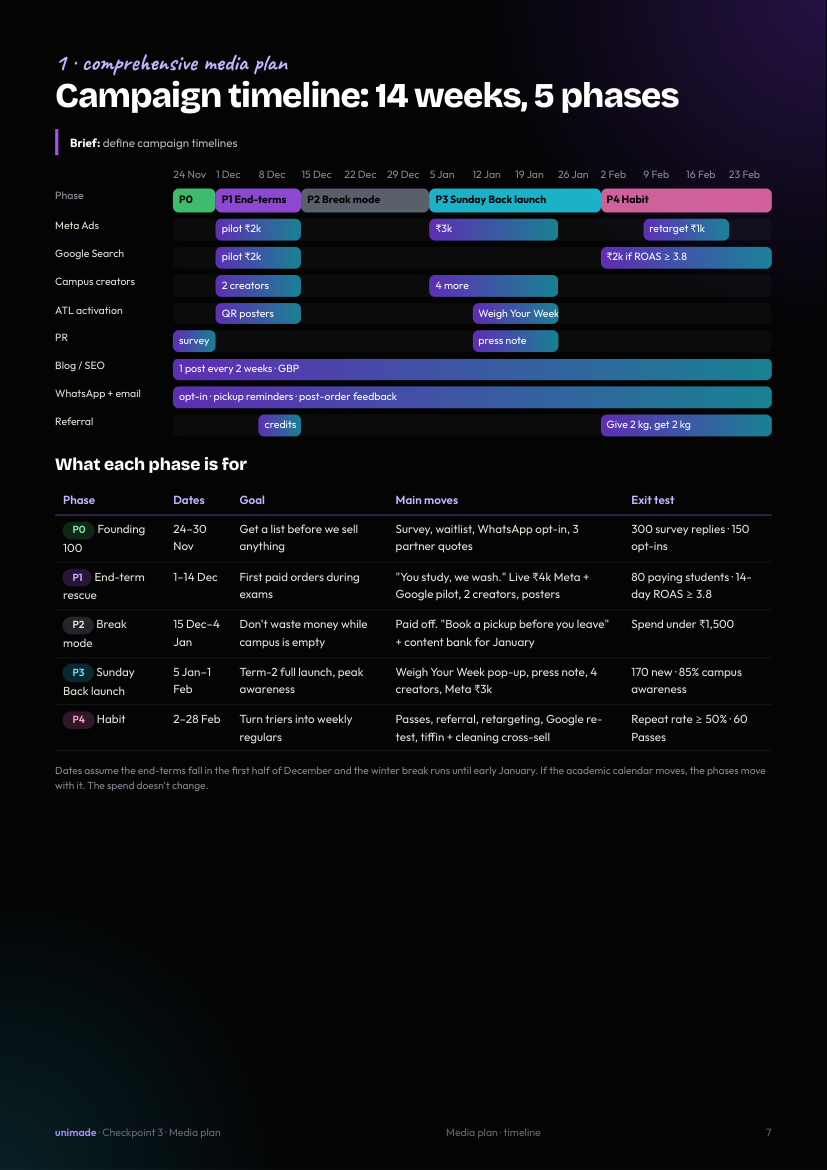 1 · comprehensive media plan
Campaign timeline: 14 weeks, 5 phases
Brief: define campaign timelines
24 Nov 1 Dec 8 Dec 15 Dec 22 Dec 29 Dec 5 Jan 12 Jan 19 Jan 26 Jan 2 Feb 9 Feb 16 Feb 23 Feb
Phase P0 P1 End-terms P2 Break mode P3 Sunday Back launch P4 Habit
Meta Ads pilot ₹2k ₹3k retarget ₹1k
Google Search pilot ₹2k ₹2k if ROAS ≥ 3.8
Campus creators 2 creators 4 more
ATL activation QR posters Weigh Your Week
PR survey press note
Blog / SEO 1 post every 2 weeks · GBP
WhatsApp + email opt-in · pickup reminders · post-order feedback
Referral credits Give 2 kg, get 2 kg
What each phase is for
Phase Dates Goal Main moves Exit test
P0 Founding 24–30 Get a list before we sell Survey, waitlist, WhatsApp opt-in, 3 300 survey replies · 150
100 Nov anything partner quotes opt-ins
P1 End-term 1–14 Dec First paid orders during "You study, we wash." Live ₹4k Meta + 80 paying students · 14-
rescue exams Google pilot, 2 creators, posters day ROAS ≥ 3.8
P2 Break 15 Dec–4 Don't waste money while Paid off. "Book a pickup before you leave" Spend under ₹1,500
mode Jan campus is empty + content bank for January
P3 Sunday 5 Jan–1 Term-2 full launch, peak Weigh Your Week pop-up, press note, 4 170 new · 85% campus
Back launch Feb awareness creators, Meta ₹3k awareness
P4 Habit 2–28 Feb Turn triers into weekly Passes, referral, retargeting, Google re- Repeat rate ≥ 50% · 60
regulars test, tiffin + cleaning cross-sell Passes
Dates assume the end-terms fall in the first half of December and the winter break runs until early January. If the academic calendar moves, the phases move
with it. The spend doesn't change.
unimade · Checkpoint 3 · Media plan Media plan · timeline 7